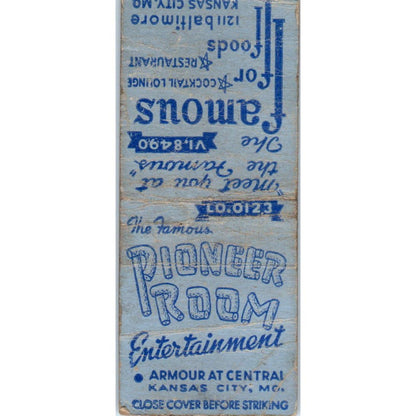 "meet you at
the Famous"
The VI.8490
famous
☆ COCKTAIL LOUNGE
☆ RESTAURANT
for
foods
1211 baltimore
KANSAS CITY, MO.
LO.0123
The Famous
PIONEER
ROOM
Entertainment
• ARMOUR AT CENTRAL
KANSAS CITY, MO.
CLOSE COVER BEFORE STRIKING